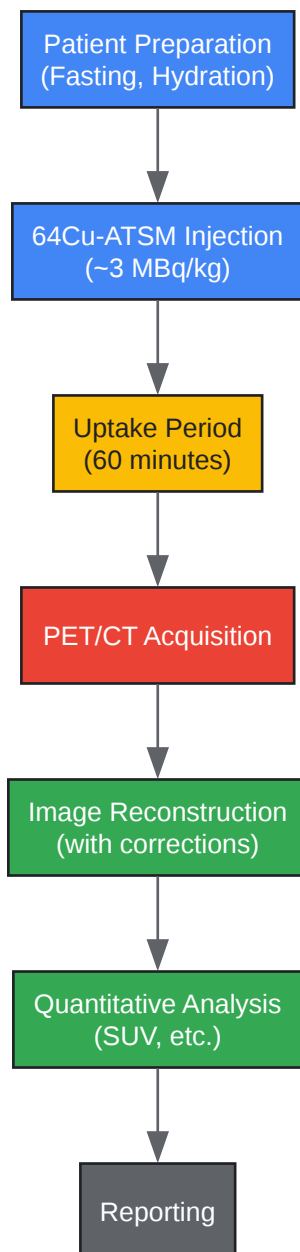 Patient Preparation
(Fasting, Hydration)
64Cu-ATSM Injection
(~3 MBq/kg)
Uptake Period
(60 minutes)
PET/CT Acquisition
Image Reconstruction
(with corrections)
Quantitative Analysis
(SUV, etc.)
Reporting